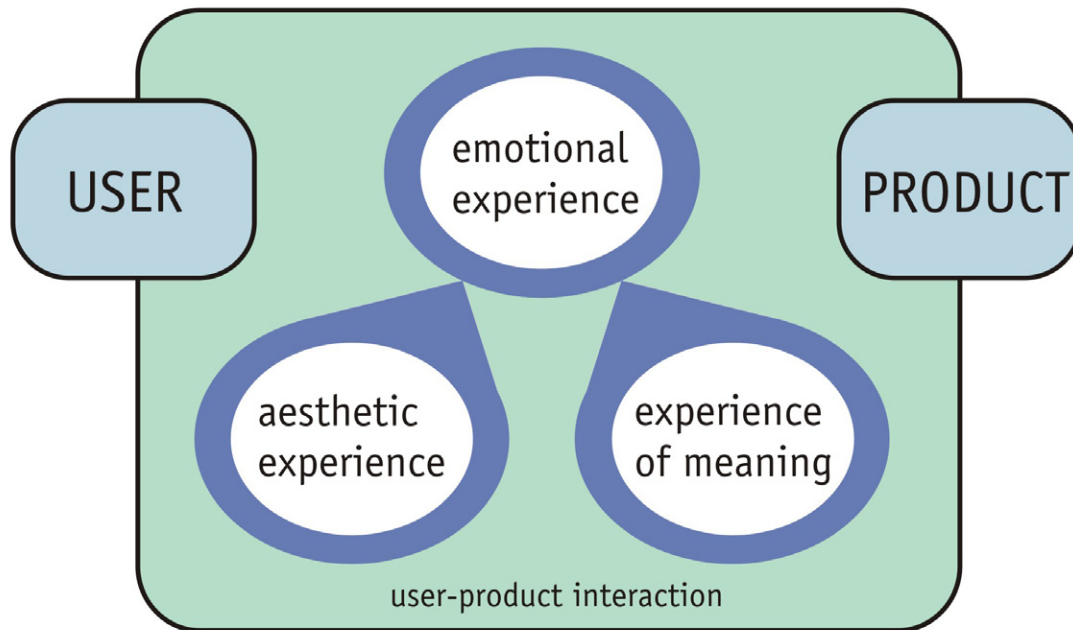 emotional
experience
USER
PRODUCT
aesthetic
experience
experience
of meaning
user-product interaction